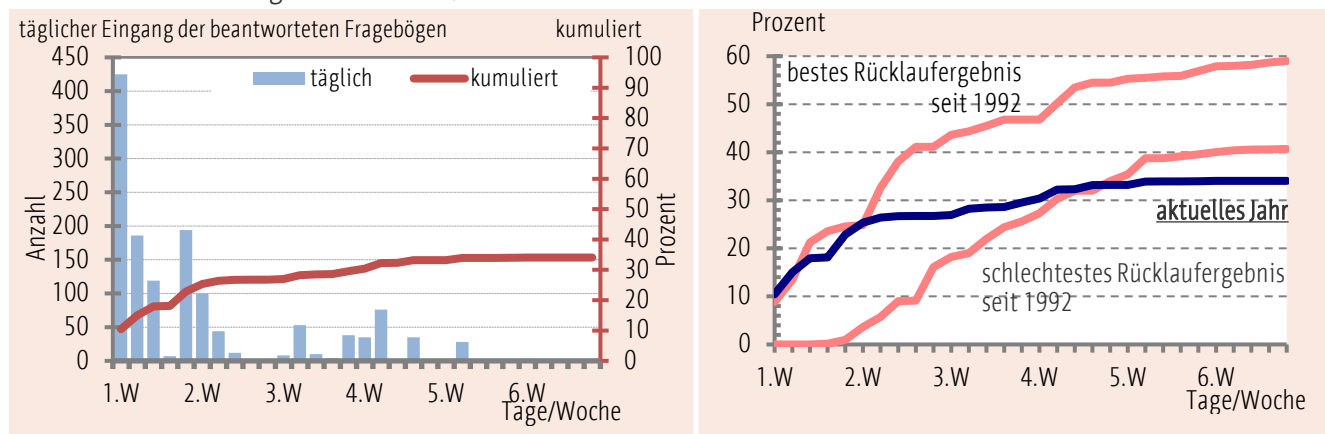 täglicher Eingang der beantworteten Fragebögen kumuliert
450 100
400 90
350 80
300 70
250 60
200 50
150 40
100 30
50 20
0 10
0
täglich kumuliert
Anzahl
Prozent
1.W 2.W 3.W 4.W 5.W 6.W
Tage/Woche
Prozent
60
50
40
30
20
10
0
bestes Rücklaufergebnis
seit 1992
aktuelles Jahr
schlechtestes Rücklaufergebnis
seit 1992
1.W 2.W 3.W 4.W 5.W 6.W
Tage/Woche